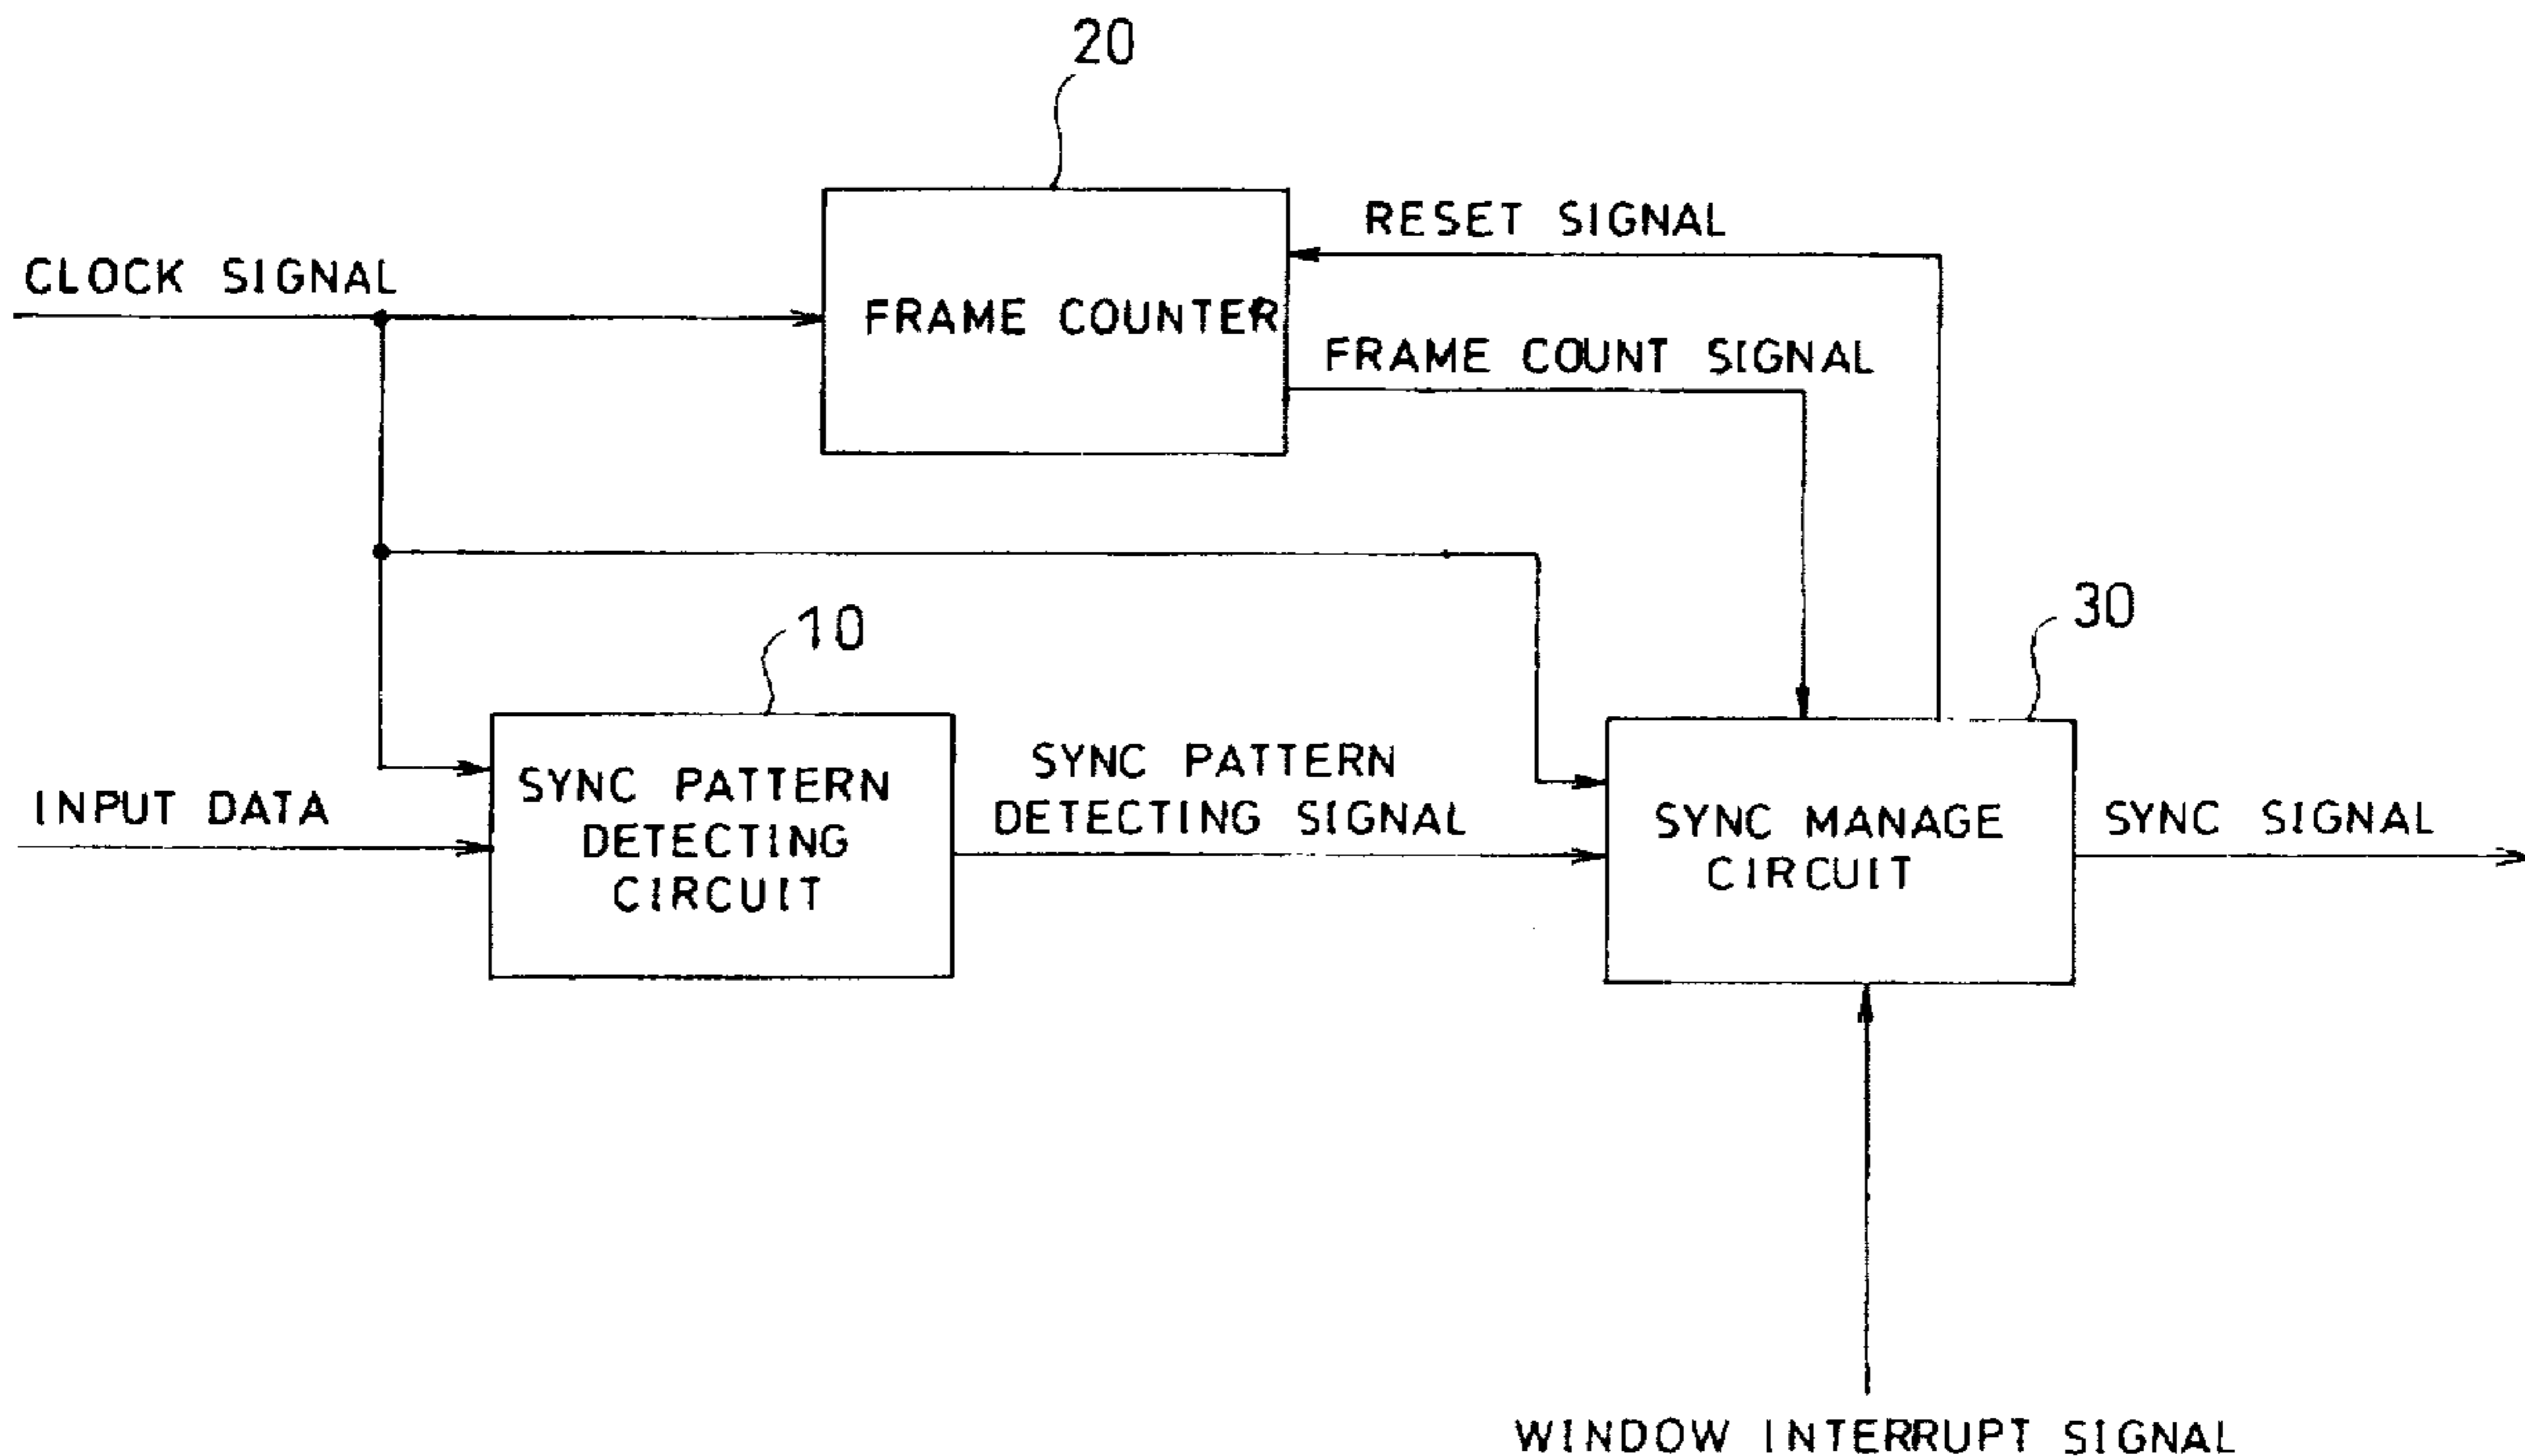 20
RESET SIGNAL
CLOCK SIGNAL
FRAME COUNTER
FRAME COUNT SIGNAL
10
30
SYNC PATTERN
DETECTING
CIRCUIT
SYNC PATTERN
DETECTING SIGNAL
INPUT DATA
SYNC MANAGE
CIRCUIT
SYNC SIGNAL
WINDOW INTERRUPT SIGNAL